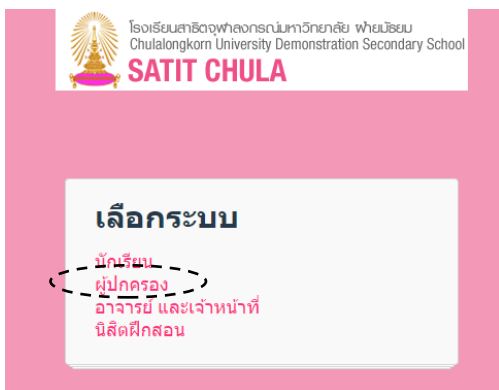 โรงเรียนสาธิตจุฬาลงกรณ์มหาวิทยาลัย ฝ่ายมัธยม
Chulalongkorn University Demonstration Secondary School
SATIT CHULA
เลือกระบบ
นักเรียน
ผู้ปกครอง
อาจารย์ และเจ้าหน้าที่
นิสิตฝึกสอน